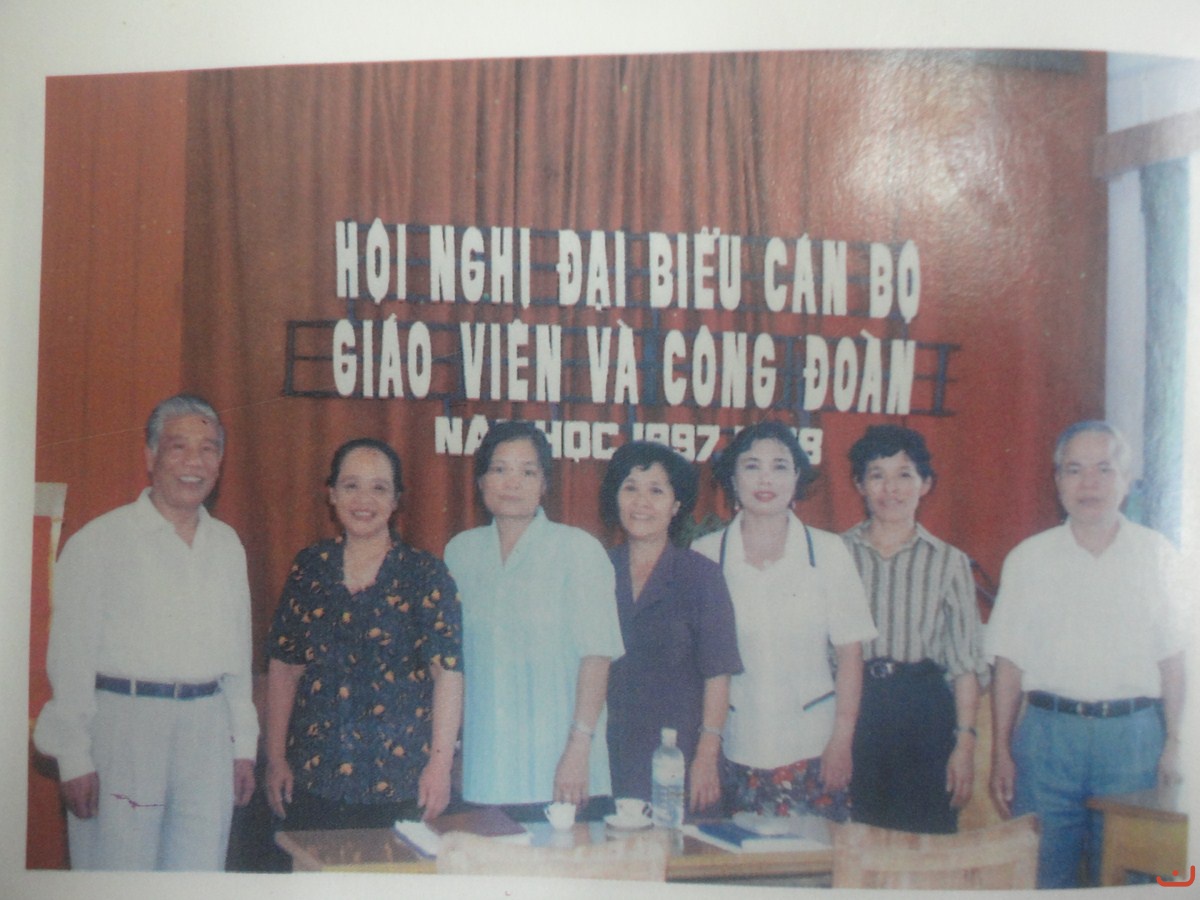 HỘI NGHỊ ĐẠI BIỂU CÁN BỘ
GIÁO VIÊN VÀ CÔNG ĐOÀN
HỌC 1997